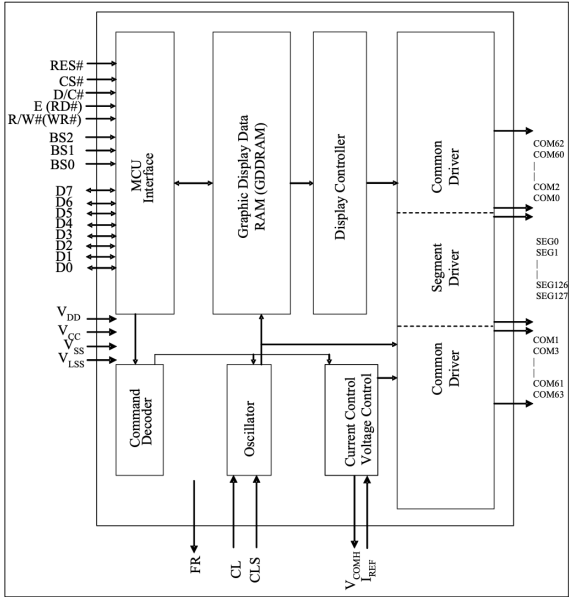 RES#
CS#
D/C#
E (RD#)
R/W#(WR#)
BS2
BS1
BS0
D7
D6
D5
D4
D3
D2
D1
D0
VDD
VCC
VSS
VLSS
MCU
Interface
Graphic Display Data
RAM (GDDRAM)
Display Controller
Common
Driver
Segment
Driver
Common
Driver
COM62
COM60
|
|
COM2
COM0
SEG0
SEG1
|
|
SEG126
SEG127
COM1
COM3
|
|
COM61
COM63
Command
Decoder
Oscillator
Current Control
Voltage Control
FR
CL
CLS
VCOMH
IREF